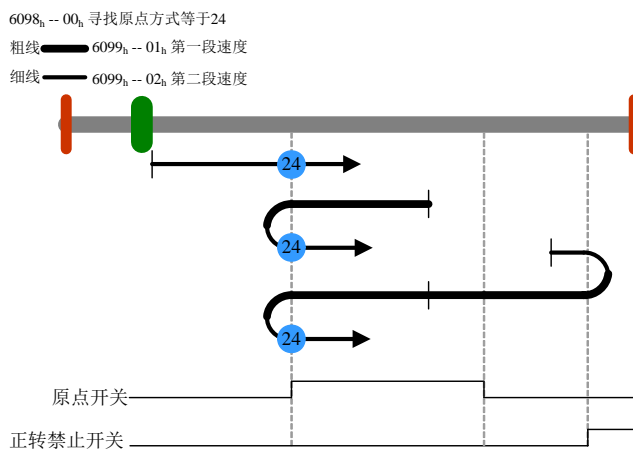 6098h -- 00h 寻找原点方式等于24
粗线 6099h -- 01h 第一段速度
细线 6099h -- 02h 第二段速度
24
24
24
原点开关
正转禁止开关